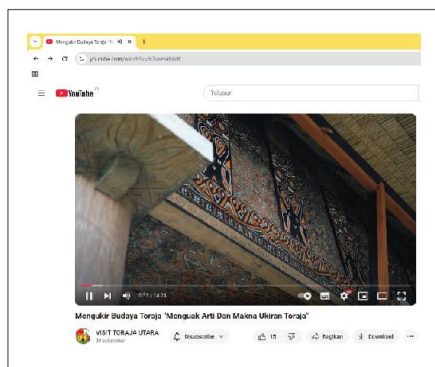 Mengukir Budaya Toraja
YouTube
Telusur
Mengukir Budaya Toraja "Menguak Arti Dan Makna Ukiran Toraja"
VISIT TORAJA UTARA
Disubscribe
15
Bagikan
Download